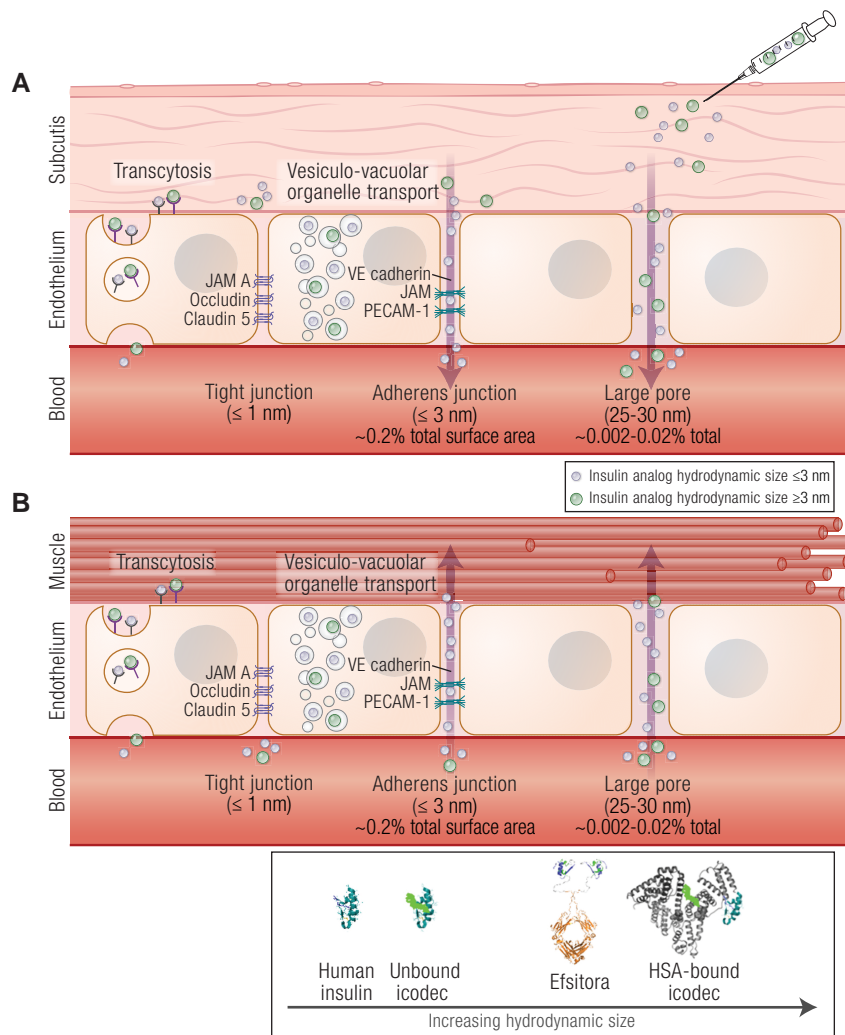 A
Subcutis
Transcytosis
Vesiculo-vacuolar
organelle transport
Endothelium
JAM A
Occludin
Claudin 5
VE cadherin
JAM
PECAM-1
Blood
Tight junction
(≤ 1 nm)
Adherens junction
(≤ 3 nm)
~0.2% total surface area
Large pore
(25-30 nm)
~0.002-0.02% total
Insulin analog hydrodynamic size ≤3 nm
Insulin analog hydrodynamic size ≥3 nm
B
Muscle
Transcytosis
Vesiculo-vacuolar
organelle transport
Endothelium
JAM A
Occludin
Claudin 5
VE cadherin
JAM
PECAM-1
Blood
Tight junction
(≤ 1 nm)
Adherens junction
(≤ 3 nm)
~0.2% total surface area
Large pore
(25-30 nm)
~0.002-0.02% total
Human
insulin
Unbound
icodec
Efsitora
HSA-bound
icodec
Increasing hydrodynamic size